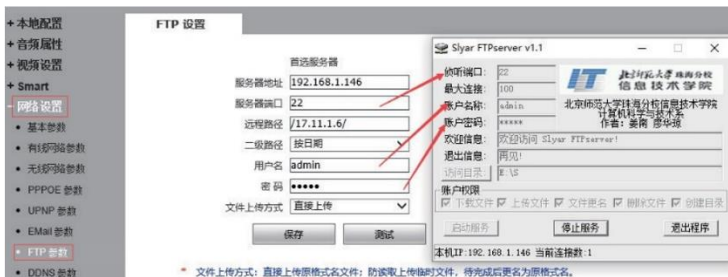 + 本地配置
+ 音频属性
+ 视频设置
+ Smart
- 网络设置
• 基本参数
• 有线网络参数
• 无线网络参数
• PPPOE 参数
• UPNP 参数
• EMail 参数
• FTP 参数
• DDNS 参数
FTP 设置
首选服务器
服务器地址 192.168.1.146
服务器端口 22
远程路径 /17.11.1.6/
二级路径 按日期
用户名 admin
密 码 •••••
文件上传方式 直接上传
保存 测试
* 文件上传方式：直接上传原格式名文件；防读取上传临时文件，待完成后更名为原格式名。
Slyar FTPserver v1.1
侦听端口: 22
最大连接: 100
账户名称: admin
账户密码: *****
欢迎信息: 欢迎访问 Slyar FTPserver!
退出信息: 再见!
访问目录: E:\S
IT 北京师范大学珠海分校
信息技术学院
北京师范大学珠海分校信息技术学院
计算机科学与技术系
作者: 姜南 廖华琼
账户权限
下载文件 上传文件 文件更名 删除文件 创建目录
启动服务 停止服务 退出程序
本机IP:192.168.1.146 当前连接数:1